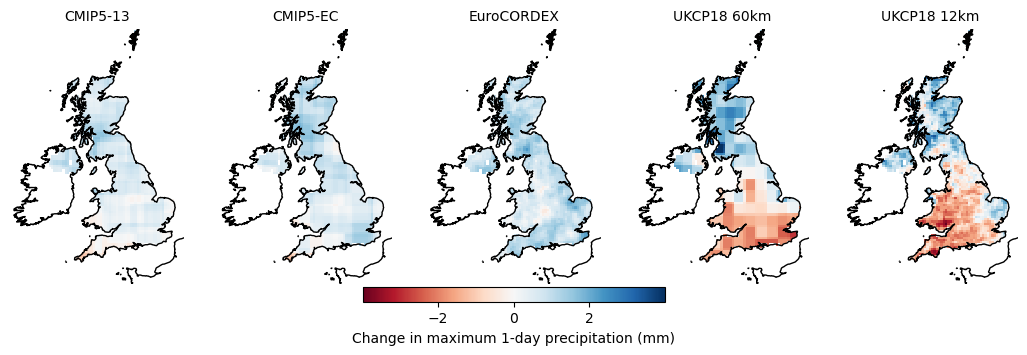 CMIP5-13 CMIP5-EC EuroCORDEX UKCP18 60km UKCP18 12km
−2 0 2
Change in maximum 1-day precipitation (mm)